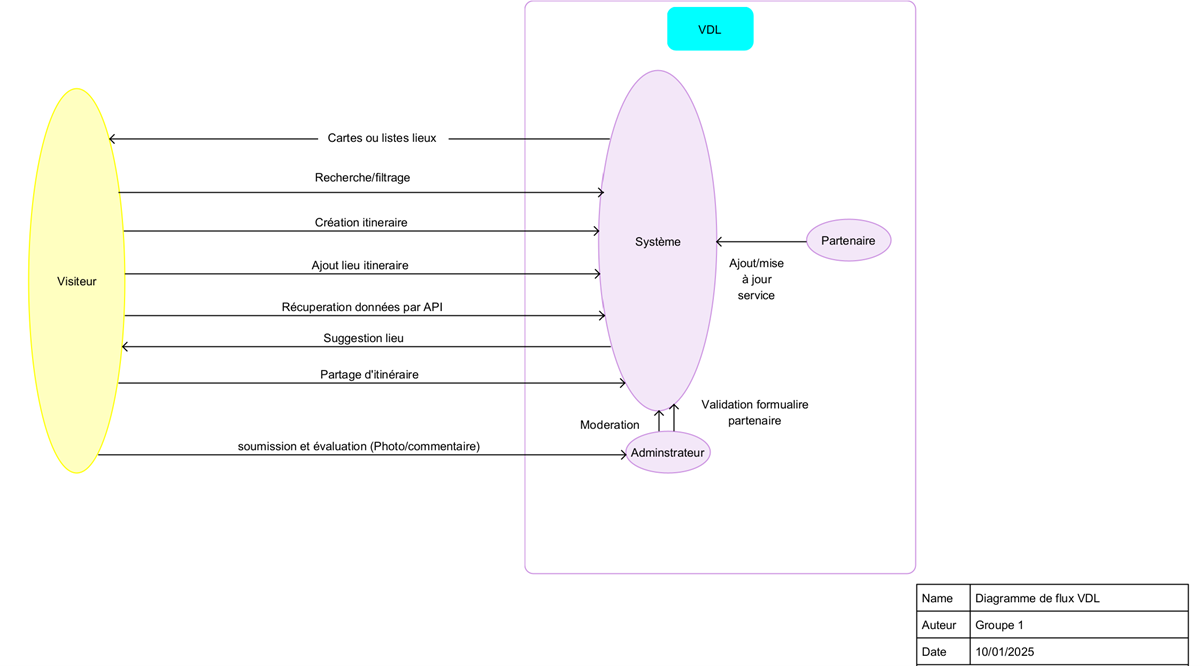 VDL
Cartes ou listes lieux
Recherche/filtrage
Création itineraire
Ajout lieu itineraire
Système
Partenaire
Visiteur
Ajout/mise
à jour
service
Récuperation données par API
Suggestion lieu
Partage d'itinéraire
Validation formualire
partenaire
Moderation
soumission et évaluation (Photo/commentaire)
Adminstrateur
Name Diagramme de flux VDL
Auteur Groupe 1
Date 10/01/2025